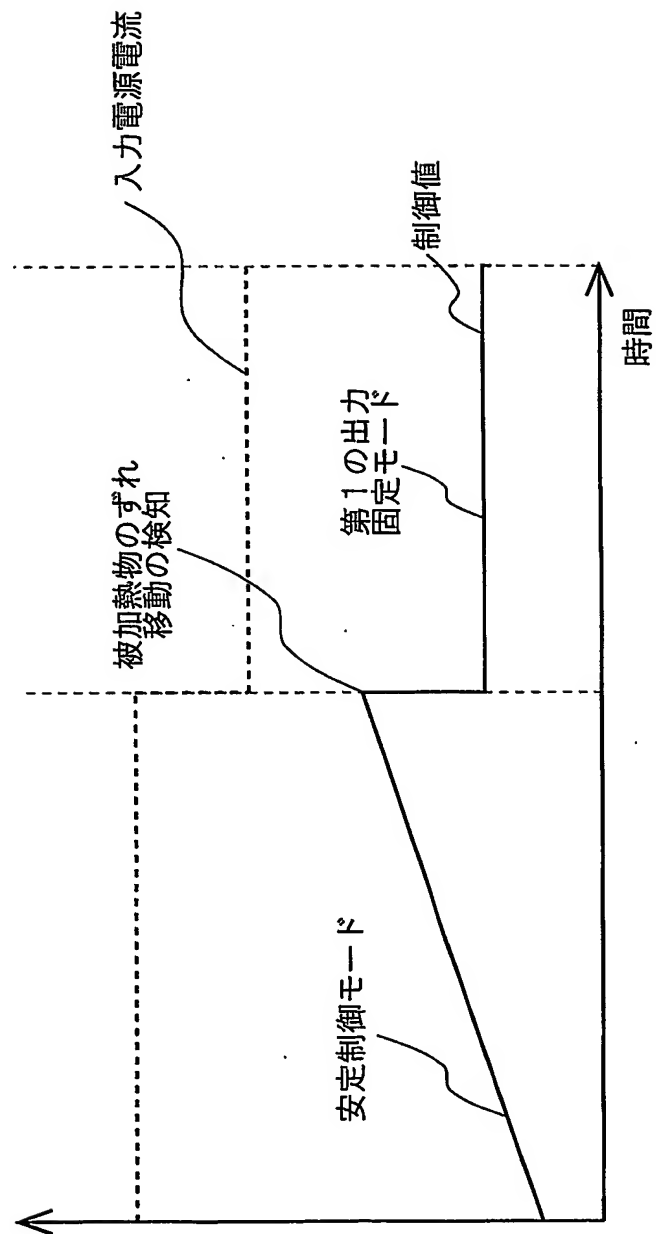 入力電源電流
被加熱物のずれ
移動の検知
制御値
第1の出力
固定モード
安定制御モード
時間